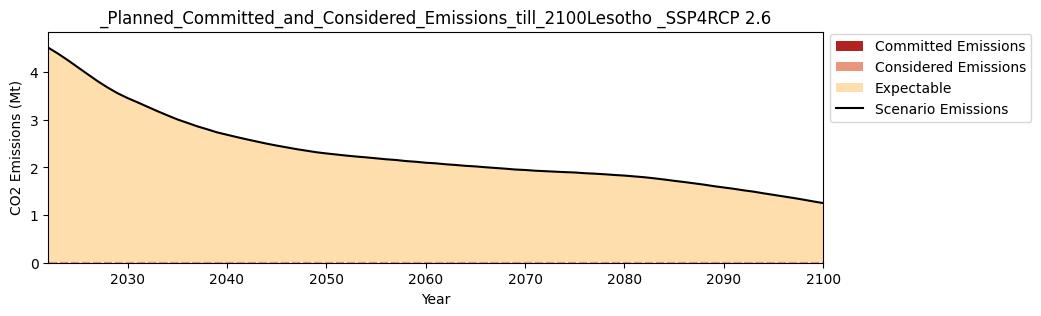 _Planned_Committed_and_Considered_Emissions_till_2100Lesotho _SSP4RCP 2.6
Committed Emissions
Considered Emissions
Expectable
Scenario Emissions
CO2 Emissions (Mt)
4
3
2
1
0
2030 2040 2050 2060 2070 2080 2090 2100
Year